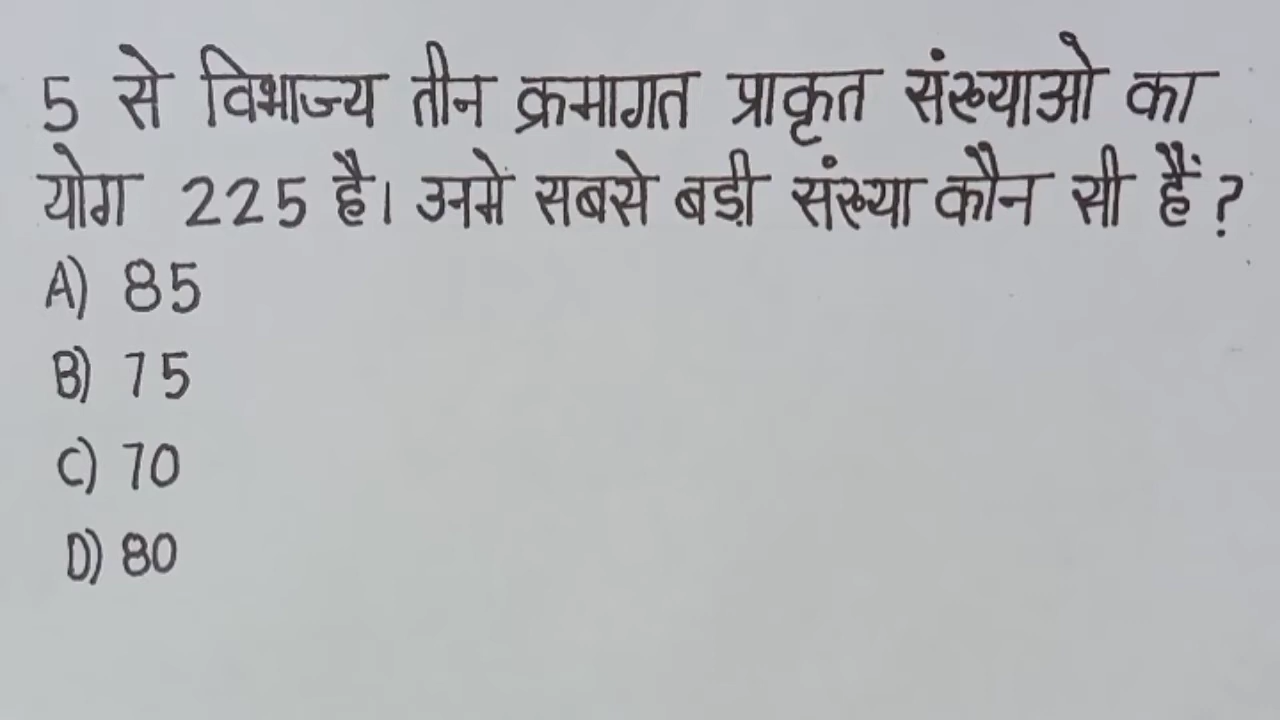 5 से विभाज्य तीन क्रमागत प्राकृत संख्याओ का
योग 225 है। उनमे सबसे बड़ी संख्या कौन सी हैं ?
A) 85
B) 75
C) 70
D) 80